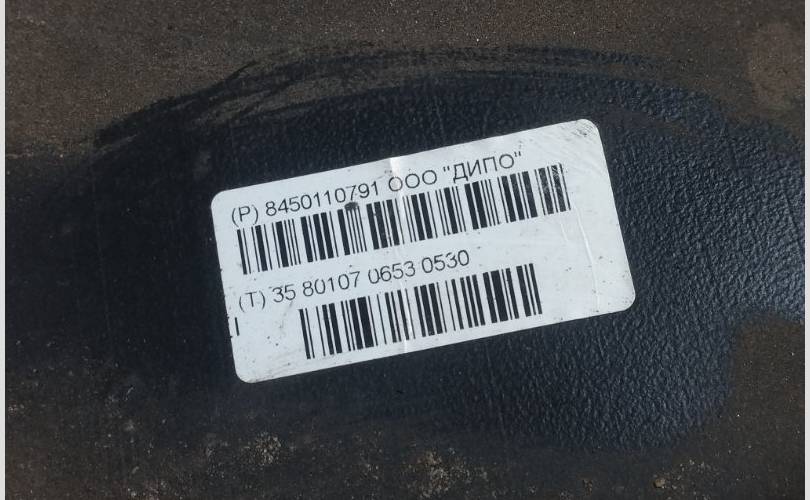 (P) 8450110791 ООО "ДИПО"
(T) 35 80107 0653 0530